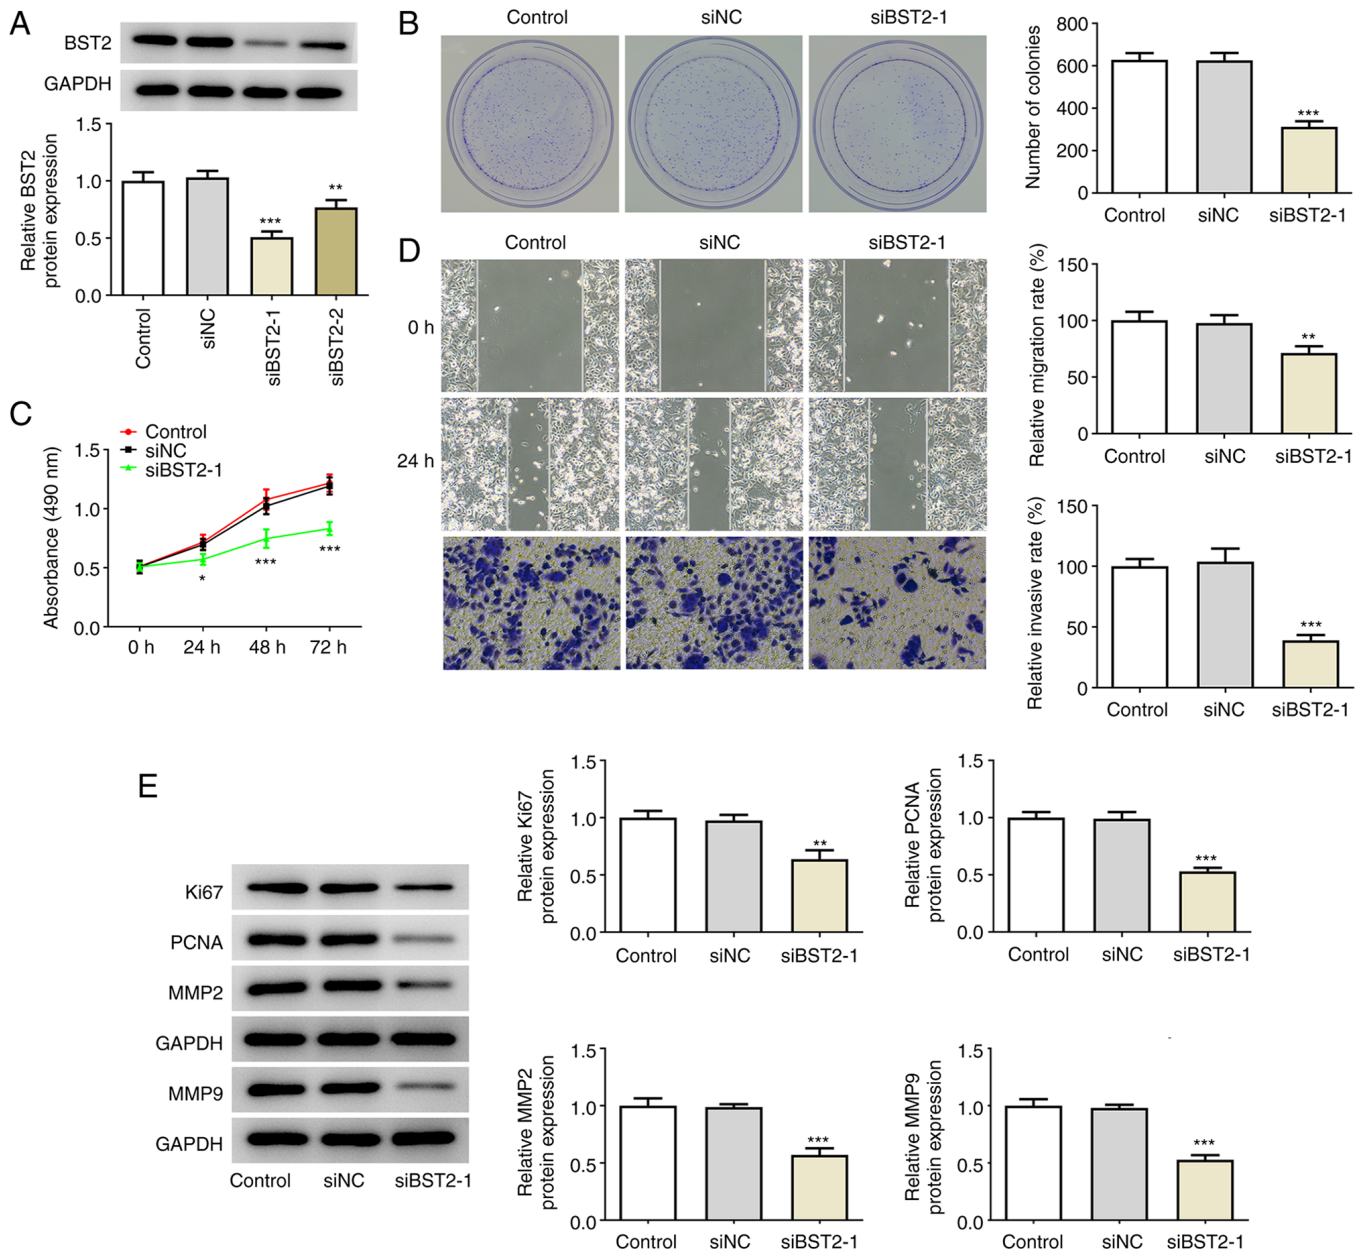 A
BST2
GAPDH
Relative BST2
protein expression
1.5
1.0
0.5
0.0
***
**
Control
siNC
siBST2-1
siBST2-2
B
Control
siNC
siBST2-1
Number of colonies
800
600
400
200
0
***
Control
siNC
siBST2-1
C
Control
siNC
siBST2-1
Absorbance (490 nm)
1.5
1.0
0.5
0.0
*
***
***
0 h
24 h
48 h
72 h
D
Control
siNC
siBST2-1
0 h
24 h
Relative migration rate (%)
150
100
50
0
**
Control
siNC
siBST2-1
Relative invasive rate (%)
150
100
50
0
***
Control
siNC
siBST2-1
E
Ki67
PCNA
MMP2
GAPDH
MMP9
GAPDH
Control
siNC
siBST2-1
Relative Ki67
protein expression
1.5
1.0
0.5
0.0
**
Control
siNC
siBST2-1
Relative PCNA
protein expression
1.5
1.0
0.5
0.0
***
Control
siNC
siBST2-1
Relative MMP2
protein expression
1.5
1.0
0.5
0.0
***
Control
siNC
siBST2-1
Relative MMP9
protein expression
1.5
1.0
0.5
0.0
***
Control
siNC
siBST2-1